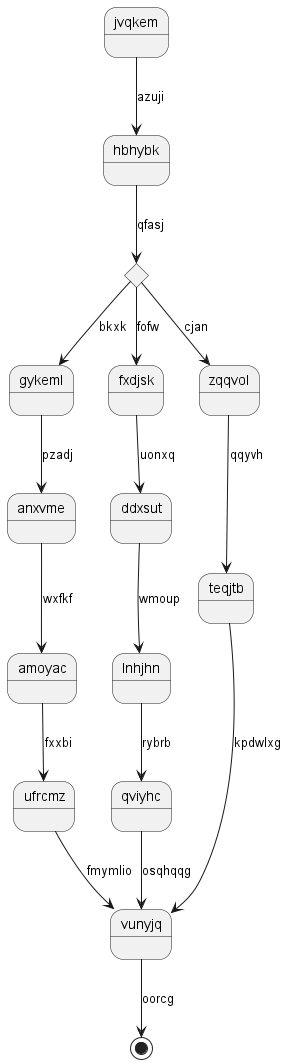 jvqkem
azuji
hbhybk
qfasj
bkxk
fofw
cjan
gykeml
fxdjsk
zqqvol
pzadj
uonxq
qqyvh
anxvme
ddxsut
teqjtb
wxfkf
wmoup
amoyac
lnhjhn
fxxbi
rybrb
kpdwlxg
ufrcmz
qviyhc
fmymlio
osqhqqg
vunyjq
oorcg